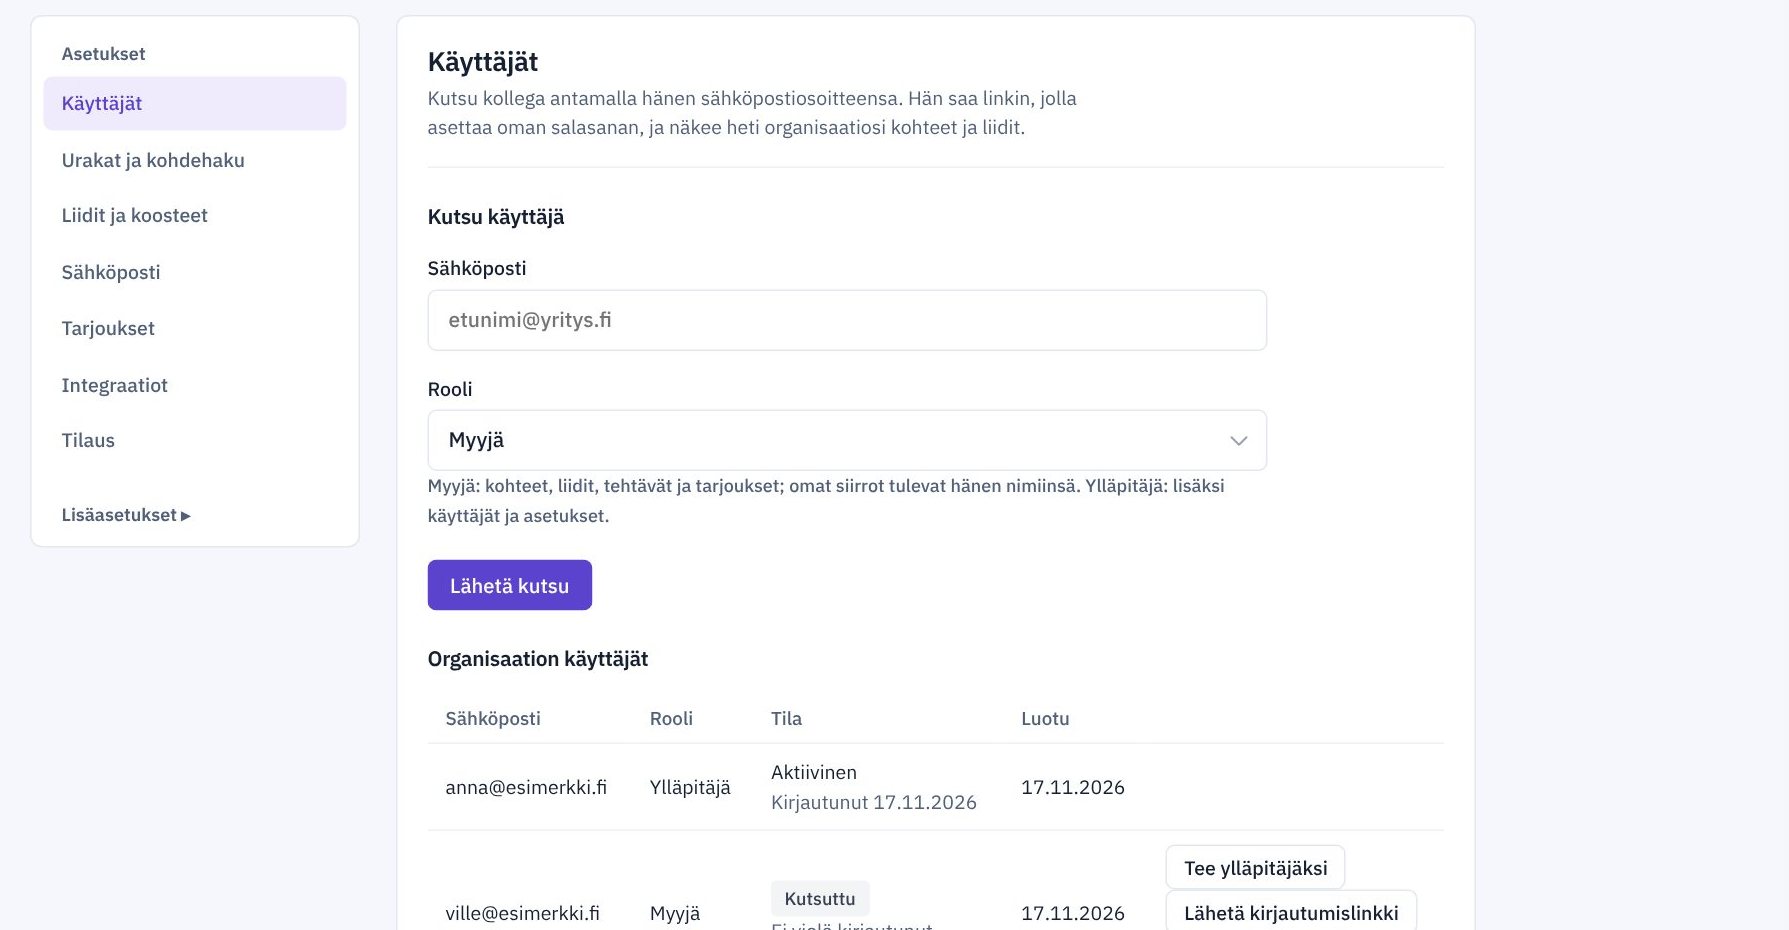 Asetukset
Käyttäjät
Urakat ja kohdehaku
Liidit ja koosteet
Sähköposti
Tarjoukset
Integraatiot
Tilaus
Lisäasetukset ▸
Käyttäjät
Kutsu kollega antamalla hänen sähköpostiosoitteensa. Hän saa linkin, jolla
asettaa oman salasanan, ja näkee heti organisaatiosi kohteet ja liidit.
Kutsu käyttäjä
Sähköposti
etunimi@yritys.fi
Rooli
Myyjä
Myyjä: kohteet, liidit, tehtävät ja tarjoukset; omat siirrot tulevat hänen nimiinsä. Ylläpitäjä: lisäksi
käyttäjät ja asetukset.
Lähetä kutsu
Organisaation käyttäjät
Sähköposti Rooli Tila Luotu
anna@esimerkki.fi Ylläpitäjä Aktiivinen 17.11.2026
Kirjautunut 17.11.2026
Tee ylläpitäjäksi
ville@esimerkki.fi Myyjä Kutsuttu 17.11.2026 Lähetä kirjautumislinkki
Ei vielä kirjautunut